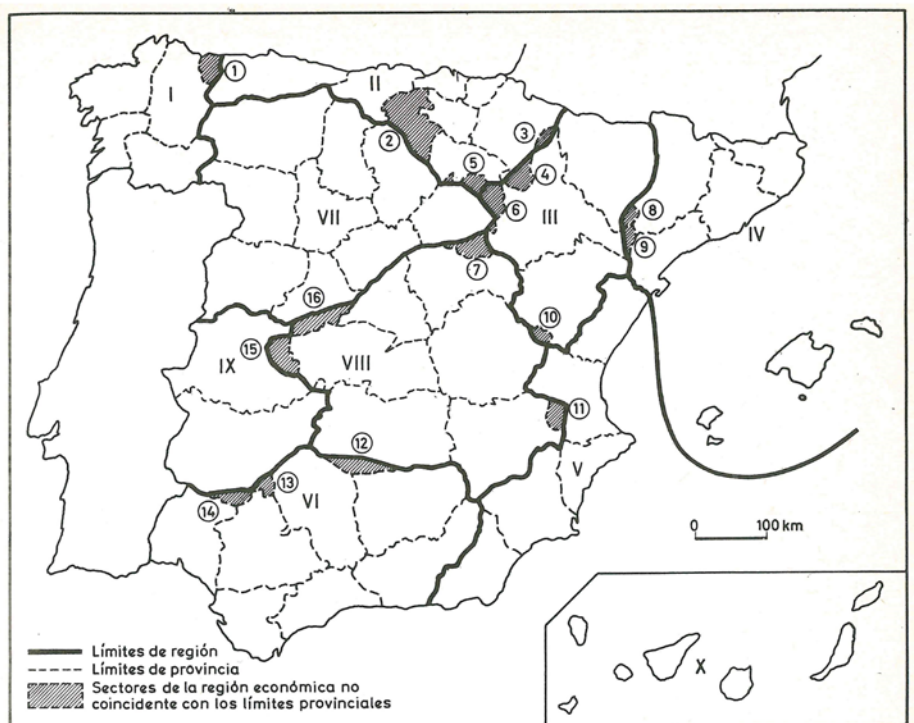 1
II
I
2
3
5
4
6
III
8
VII
9
IV
7
16
10
15
IX
VIII
11
12
13
V
14
VI
0 100 km
X
Límites de región
Límites de provincia
Sectores de la región económica no
coincidente con los límites provinciales